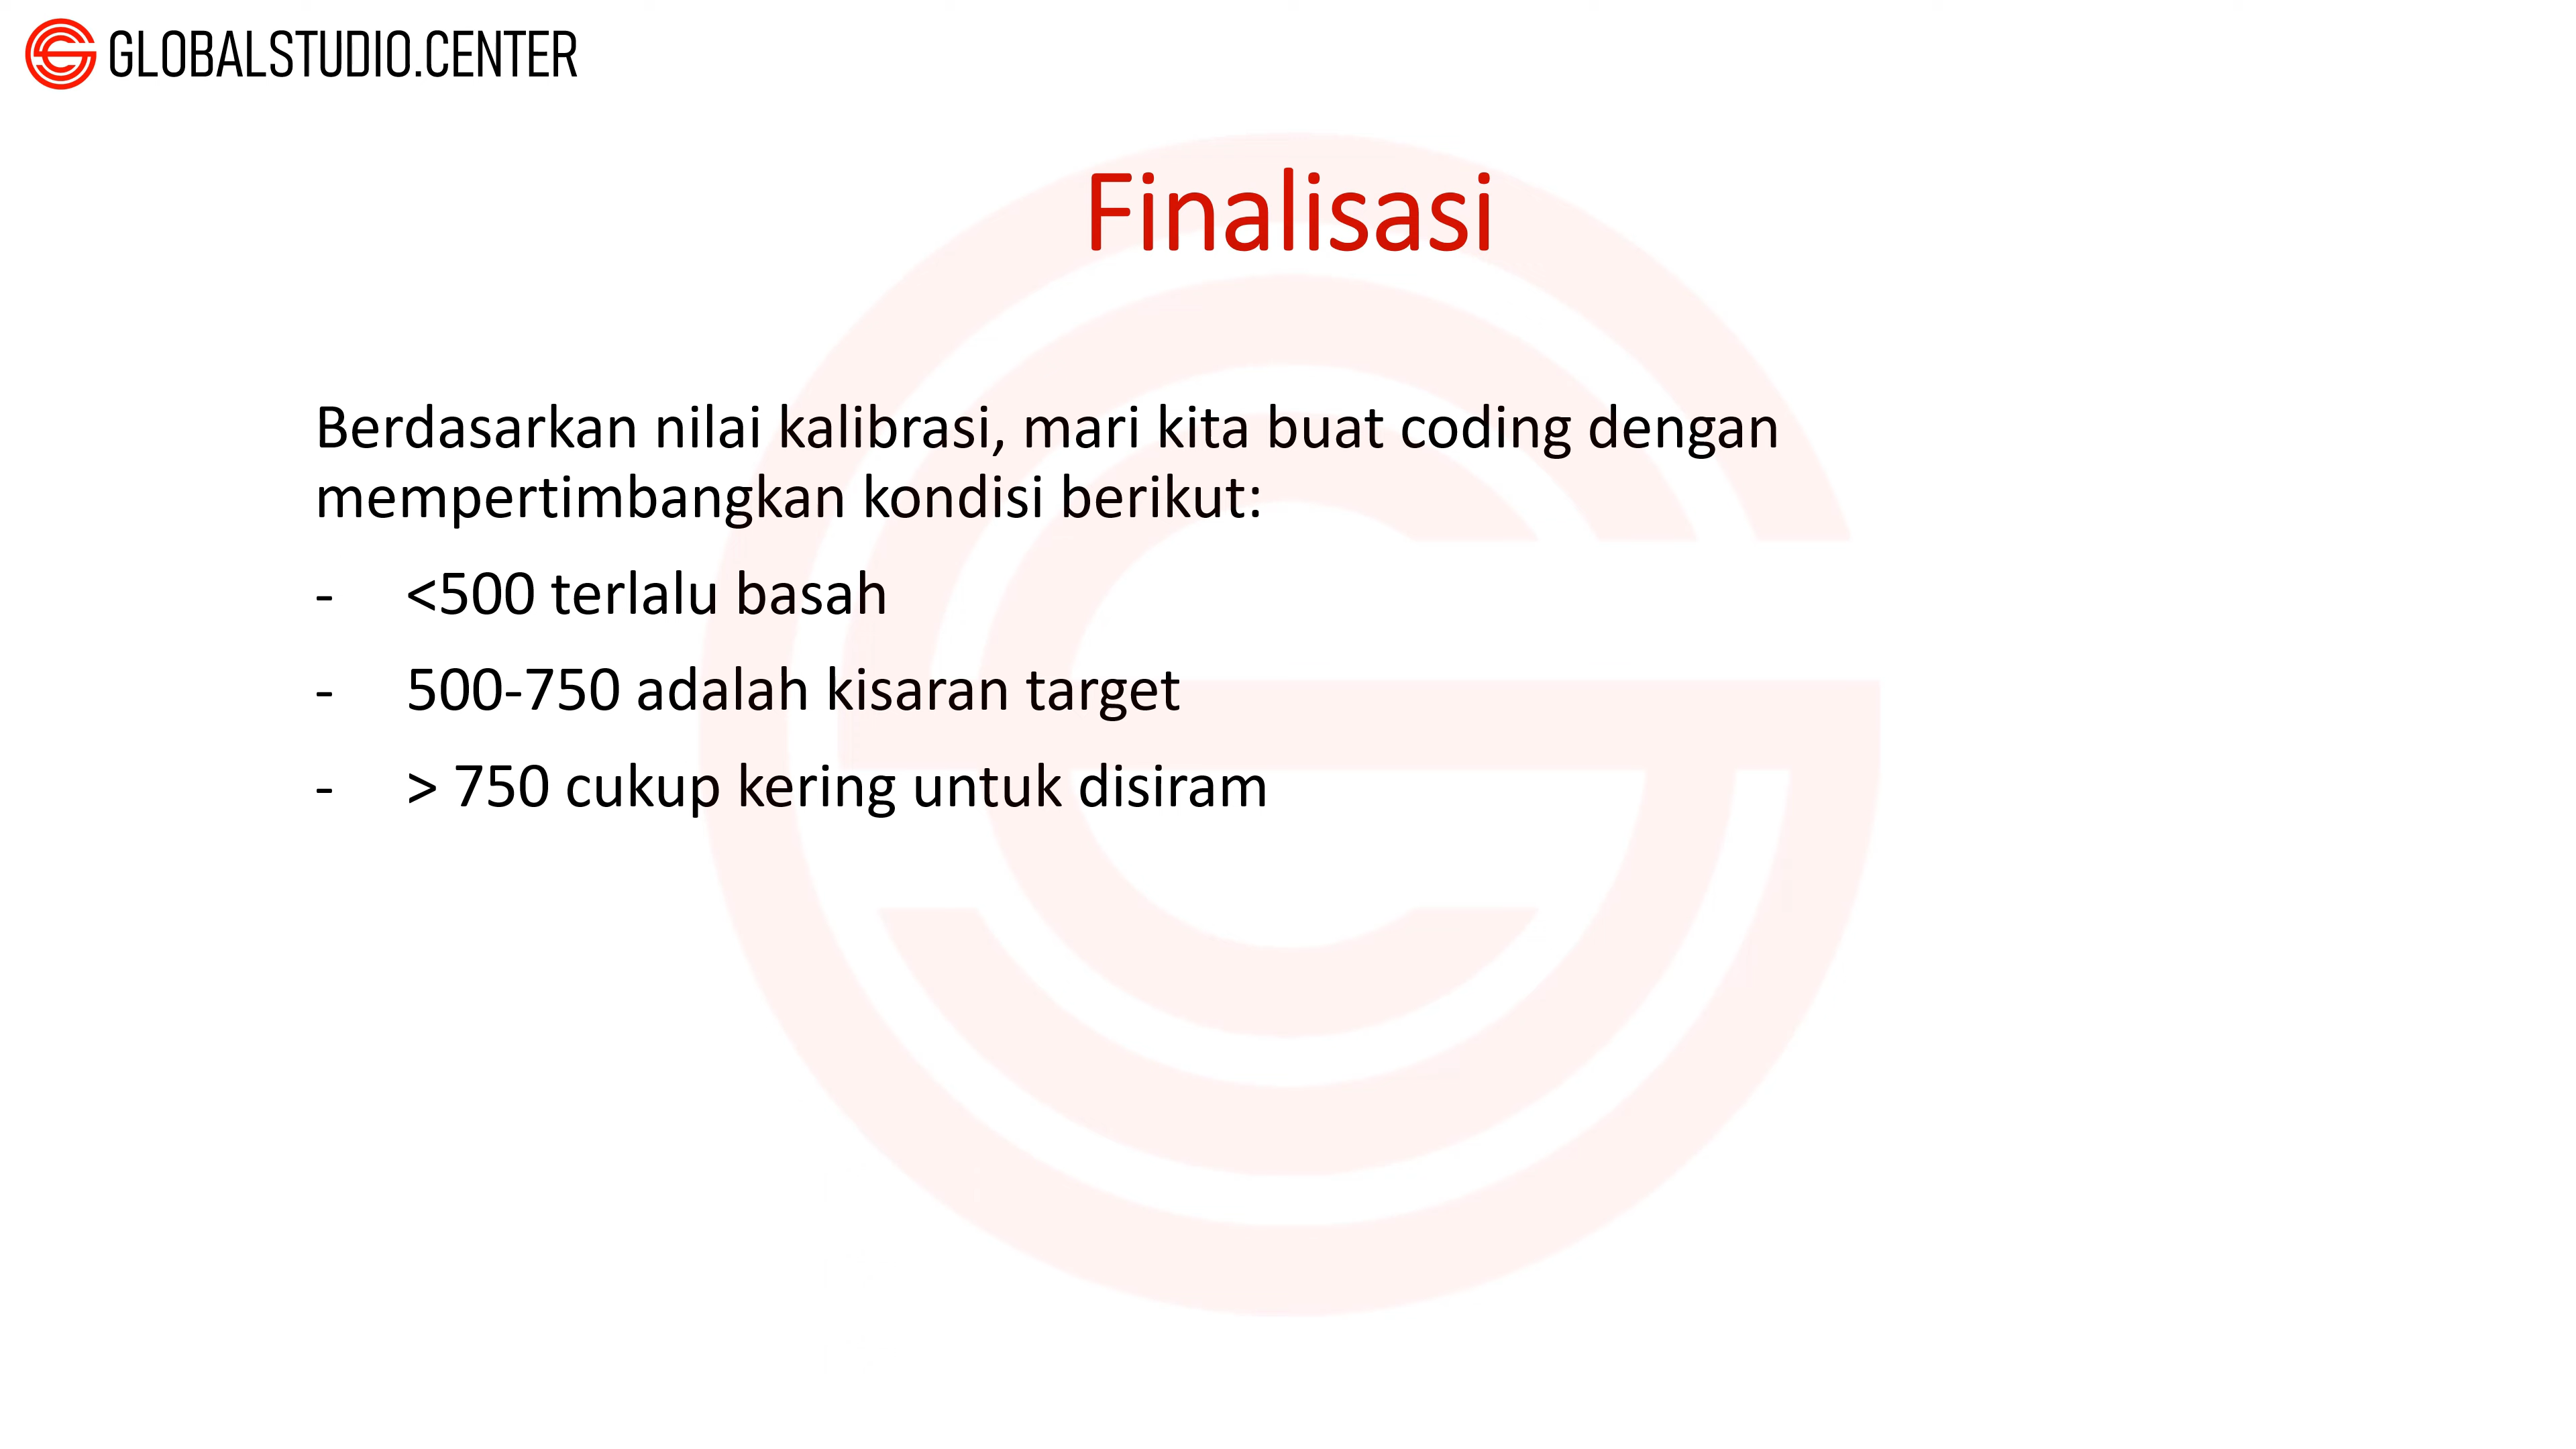 GLOBALSTUDIO.CENTER
Finalisasi
Berdasarkan nilai kalibrasi, mari kita buat coding dengan
mempertimbangkan kondisi berikut:
- <500 terlalu basah
- 500-750 adalah kisaran target
- > 750 cukup kering untuk disiram